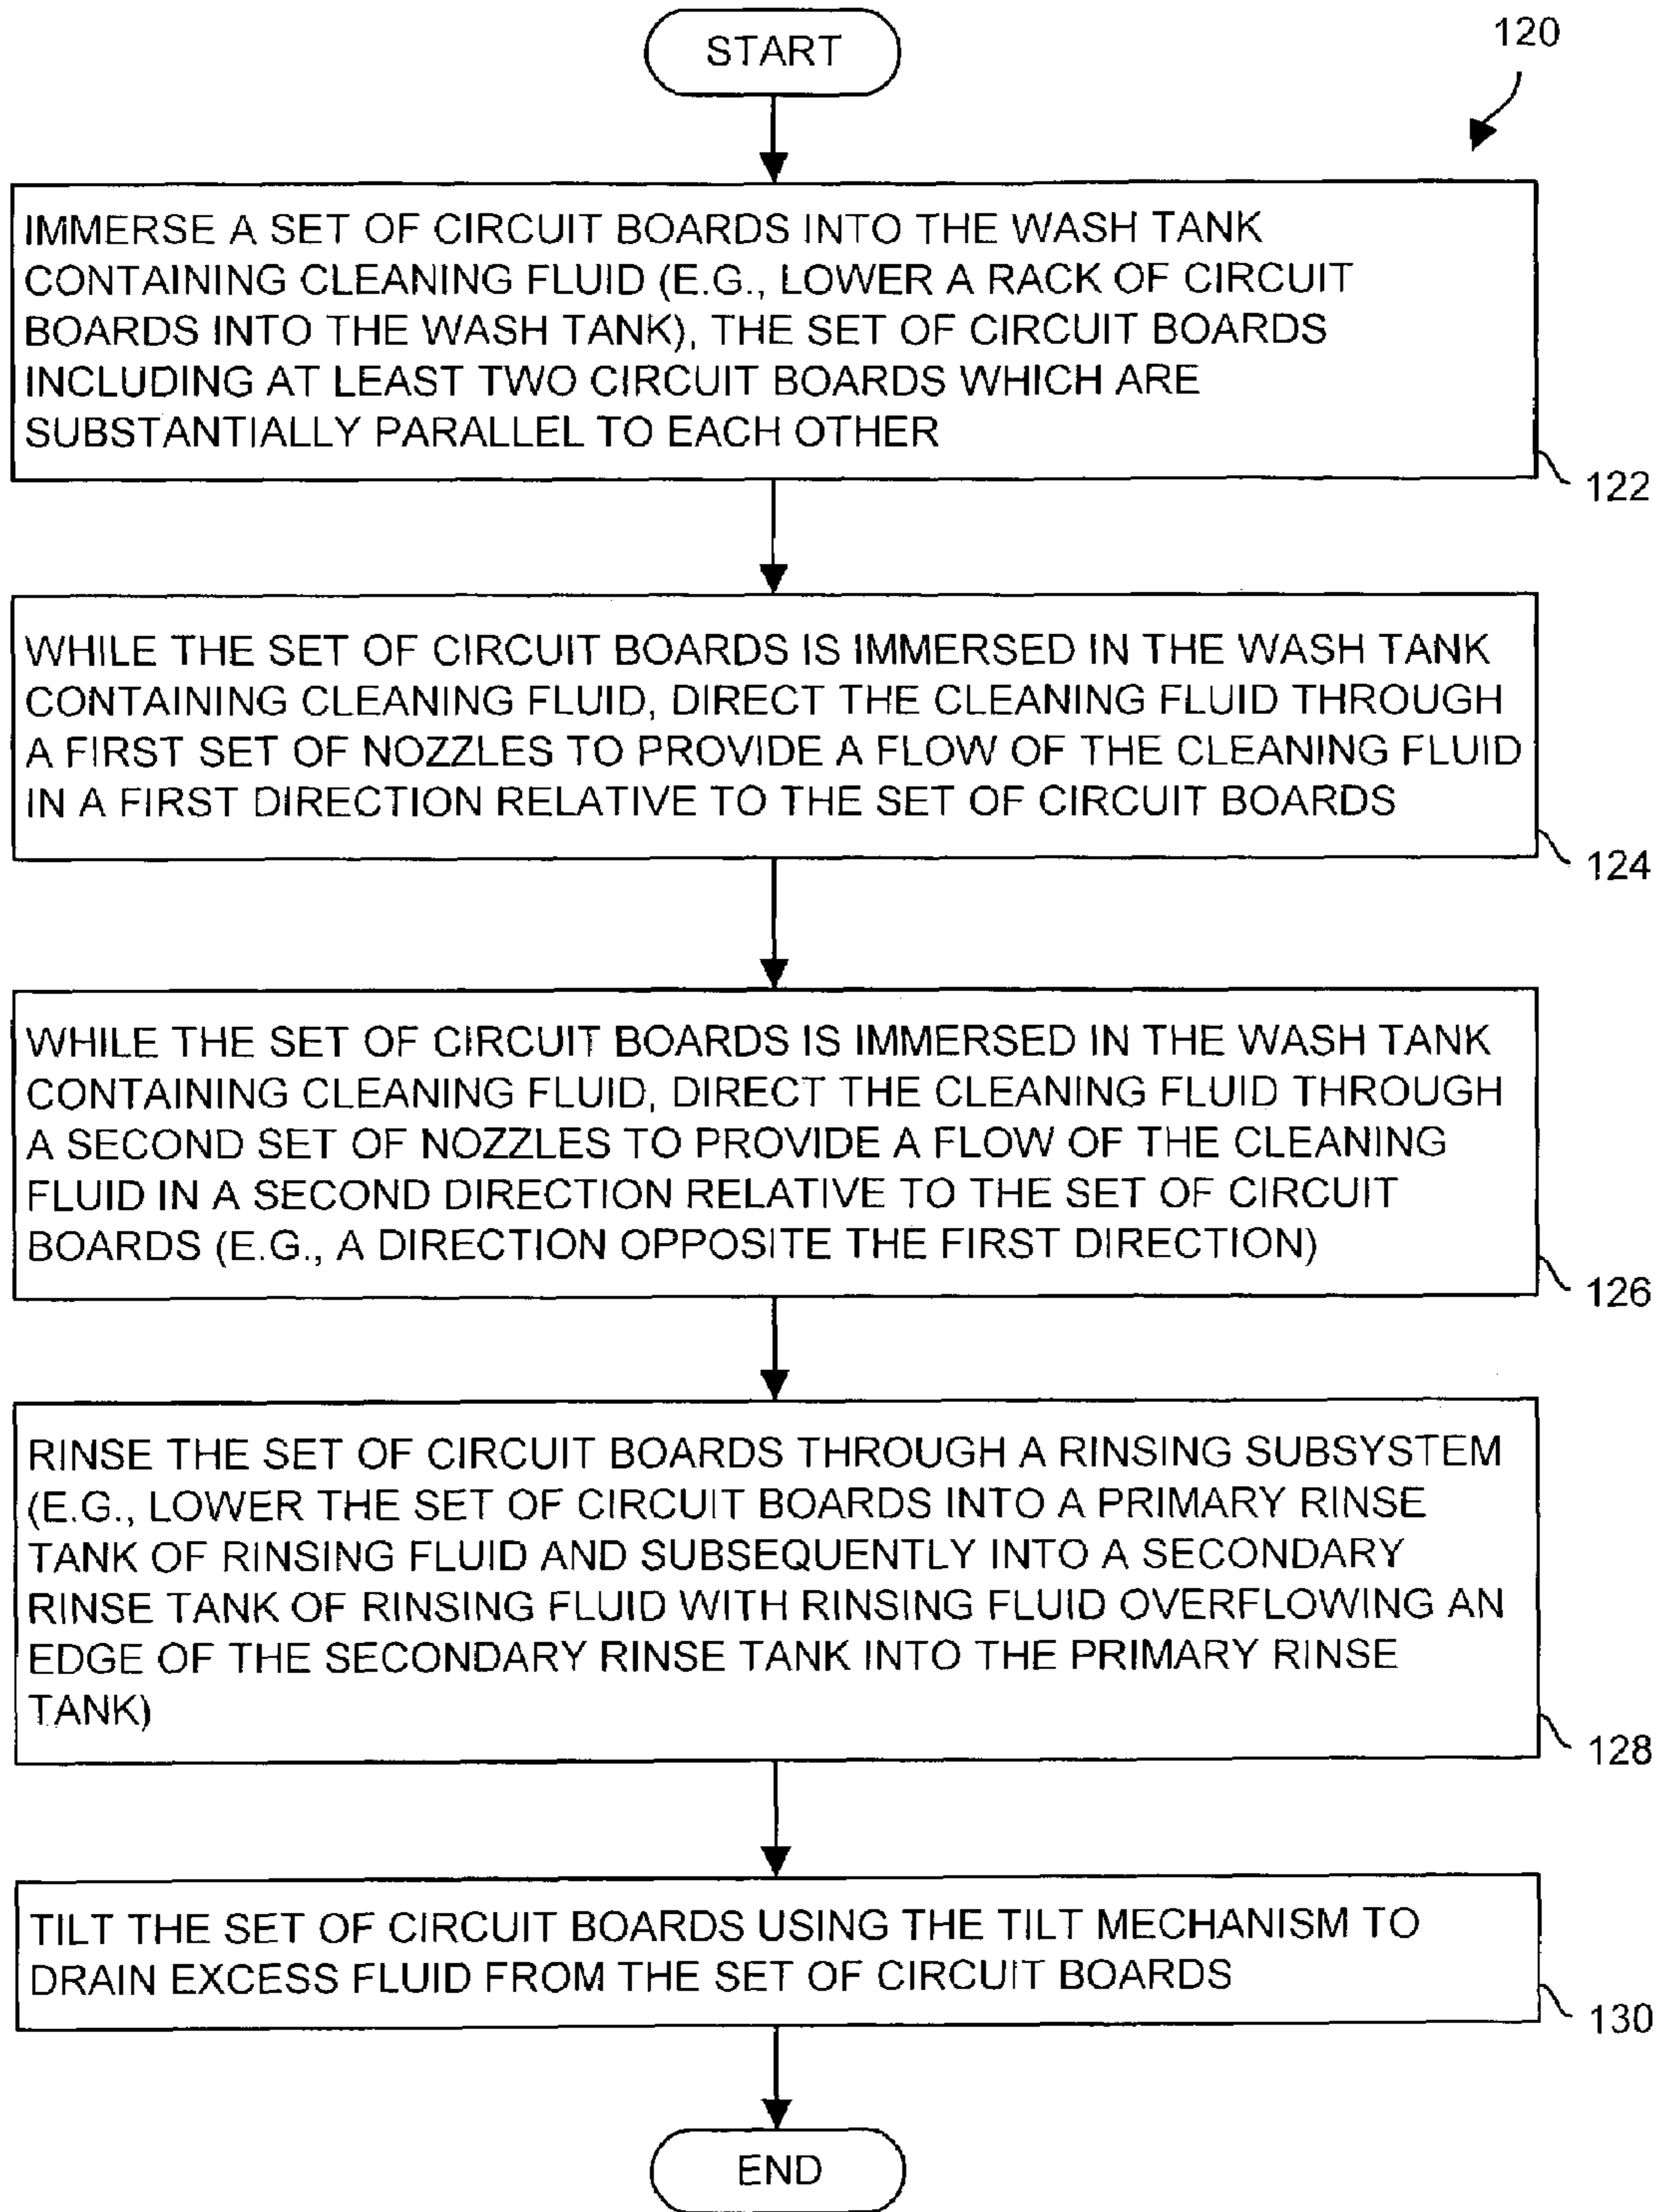 START
120
IMMERSE A SET OF CIRCUIT BOARDS INTO THE WASH TANK
CONTAINING CLEANING FLUID (E.G., LOWER A RACK OF CIRCUIT
BOARDS INTO THE WASH TANK), THE SET OF CIRCUIT BOARDS
INCLUDING AT LEAST TWO CIRCUIT BOARDS WHICH ARE
SUBSTANTIALLY PARALLEL TO EACH OTHER
122
WHILE THE SET OF CIRCUIT BOARDS IS IMMERSED IN THE WASH TANK
CONTAINING CLEANING FLUID, DIRECT THE CLEANING FLUID THROUGH
A FIRST SET OF NOZZLES TO PROVIDE A FLOW OF THE CLEANING FLUID
IN A FIRST DIRECTION RELATIVE TO THE SET OF CIRCUIT BOARDS
124
WHILE THE SET OF CIRCUIT BOARDS IS IMMERSED IN THE WASH TANK
CONTAINING CLEANING FLUID, DIRECT THE CLEANING FLUID THROUGH
A SECOND SET OF NOZZLES TO PROVIDE A FLOW OF THE CLEANING
FLUID IN A SECOND DIRECTION RELATIVE TO THE SET OF CIRCUIT
BOARDS (E.G., A DIRECTION OPPOSITE THE FIRST DIRECTION)
126
RINSE THE SET OF CIRCUIT BOARDS THROUGH A RINSING SUBSYSTEM
(E.G., LOWER THE SET OF CIRCUIT BOARDS INTO A PRIMARY RINSE
TANK OF RINSING FLUID AND SUBSEQUENTLY INTO A SECONDARY
RINSE TANK OF RINSING FLUID WITH RINSING FLUID OVERFLOWING AN
EDGE OF THE SECONDARY RINSE TANK INTO THE PRIMARY RINSE
TANK)
128
TILT THE SET OF CIRCUIT BOARDS USING THE TILT MECHANISM TO
DRAIN EXCESS FLUID FROM THE SET OF CIRCUIT BOARDS
130
END